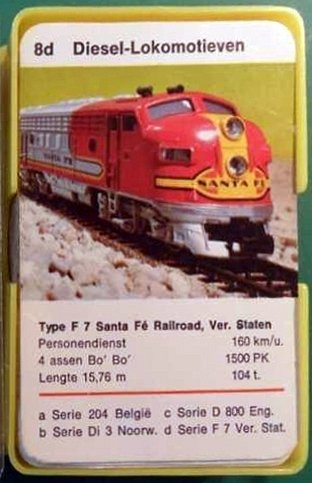 8d Diesel-Lokomotieven
SANTA FE
SANTA FE
Type F 7 Santa Fé Railroad, Ver. Staten
Personendienst 160 km/u.
4 assen Bo' Bo' 1500 PK
Lengte 15,76 m 104 t.
a Serie 204 België c Serie D 800 Eng.
b Serie Di 3 Noorw. d Serie F 7 Ver. Stat.